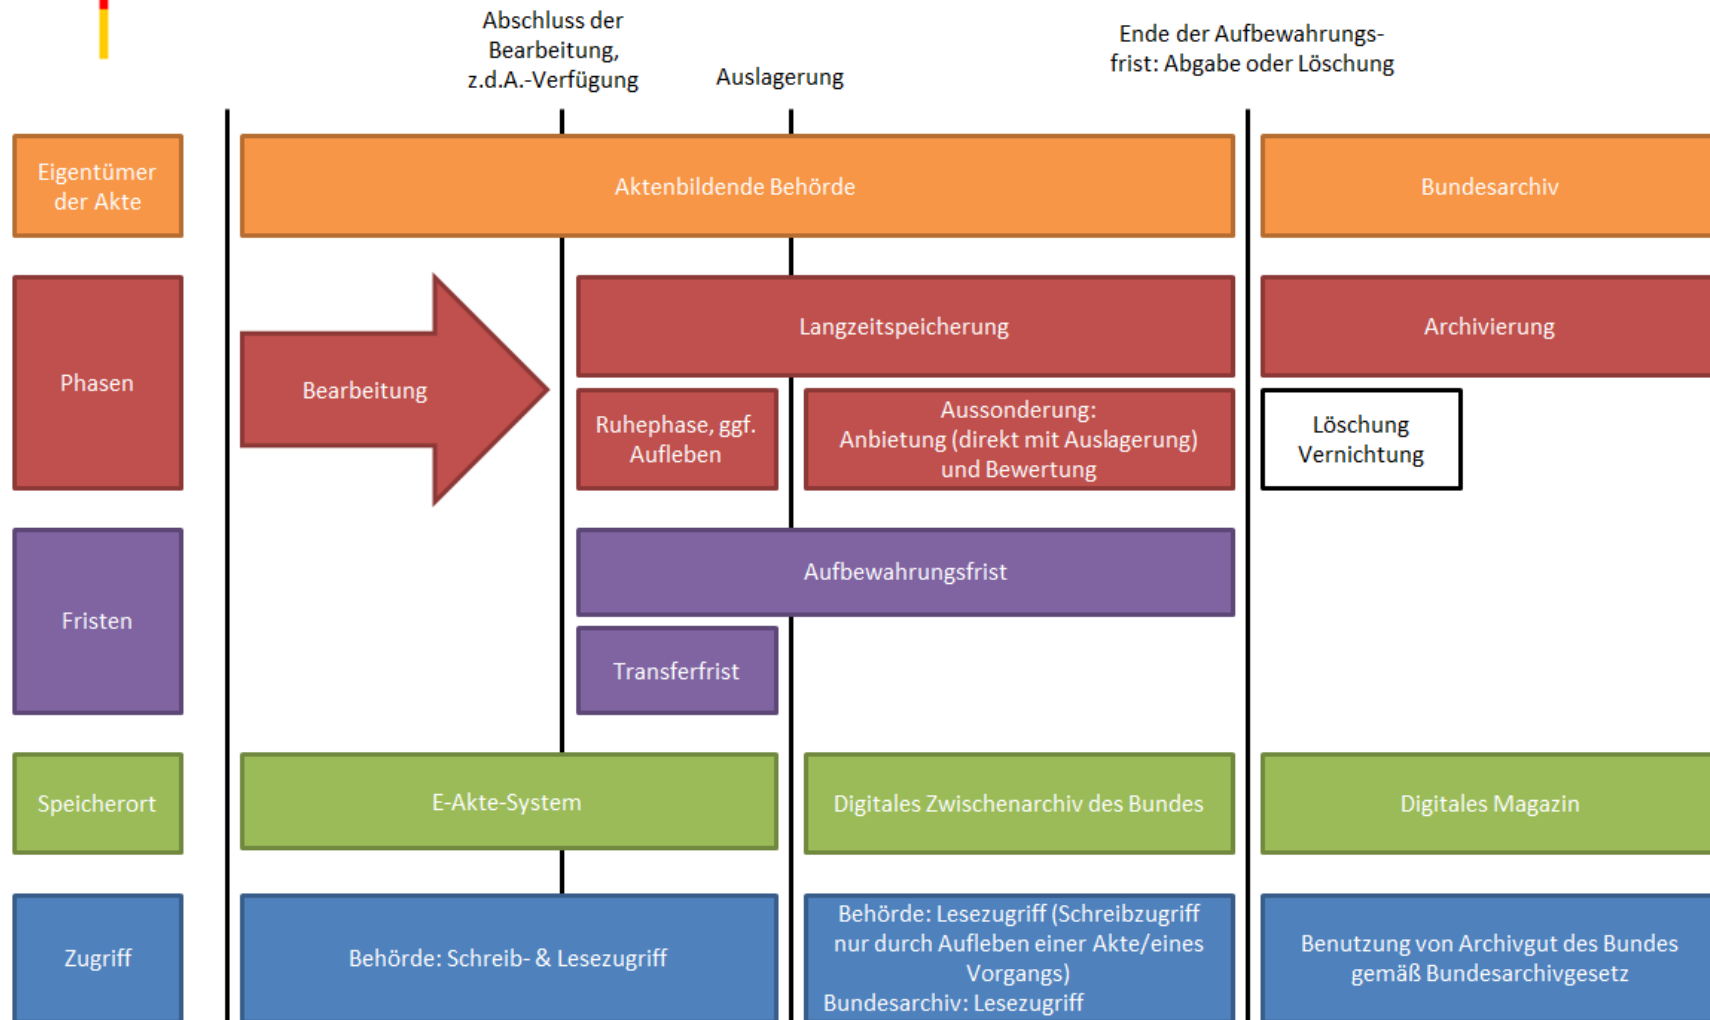 Abschluss der
Bearbeitung,
z.d.A.-Verfügung
Auslagerung
Ende der Aufbewahrungs-
frist: Abgabe oder Löschung
Eigentümer
der Akte
Aktenbildende Behörde
Bundesarchiv
Phasen
Bearbeitung
Langzeitspeicherung
Archivierung
Ruhephase, ggf.
Aufleben
Aussonderung:
Anbietung (direkt mit Auslagerung)
und Bewertung
Löschung
Vernichtung
Fristen
Aufbewahrungsfrist
Transferfrist
Speicherort
E-Akte-System
Digitales Zwischenarchiv des Bundes
Digitales Magazin
Zugriff
Behörde: Schreib- & Lesezugriff
Behörde: Lesezugriff (Schreibzugriff
nur durch Aufleben einer Akte/eines
Vorgangs)
Bundesarchiv: Lesezugriff
Benutzung von Archivgut des Bundes
gemäß Bundesarchivgesetz